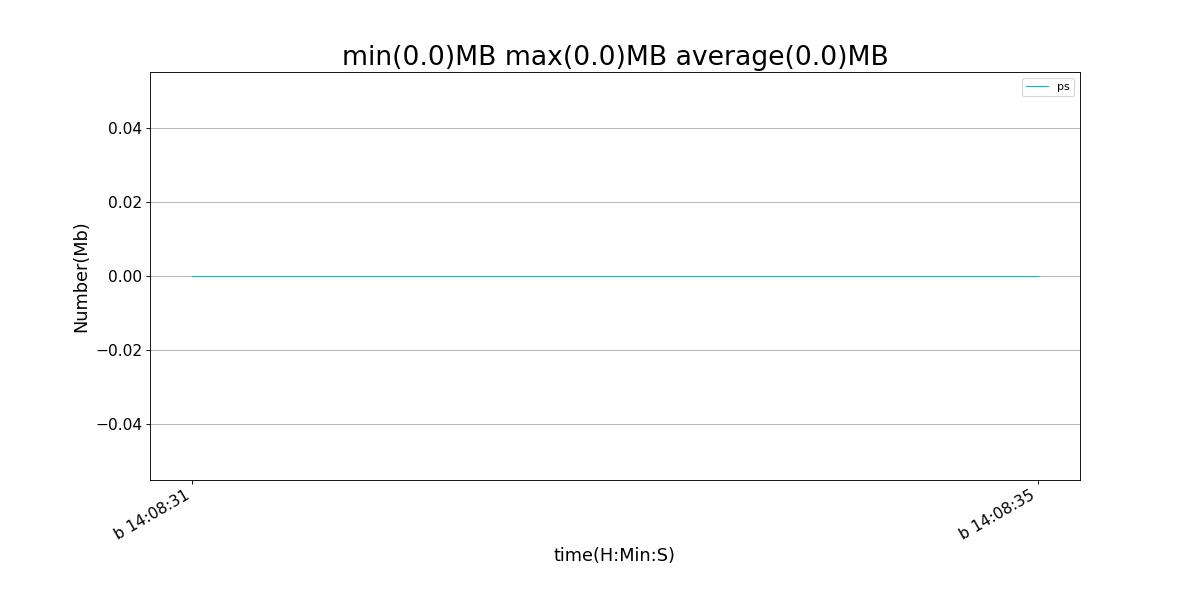 min(0.0)MB max(0.0)MB average(0.0)MB
ps
0.04
0.02
0.00
−0.02
−0.04
Number(Mb)
b 14:08:31
b 14:08:35
time(H:Min:S)